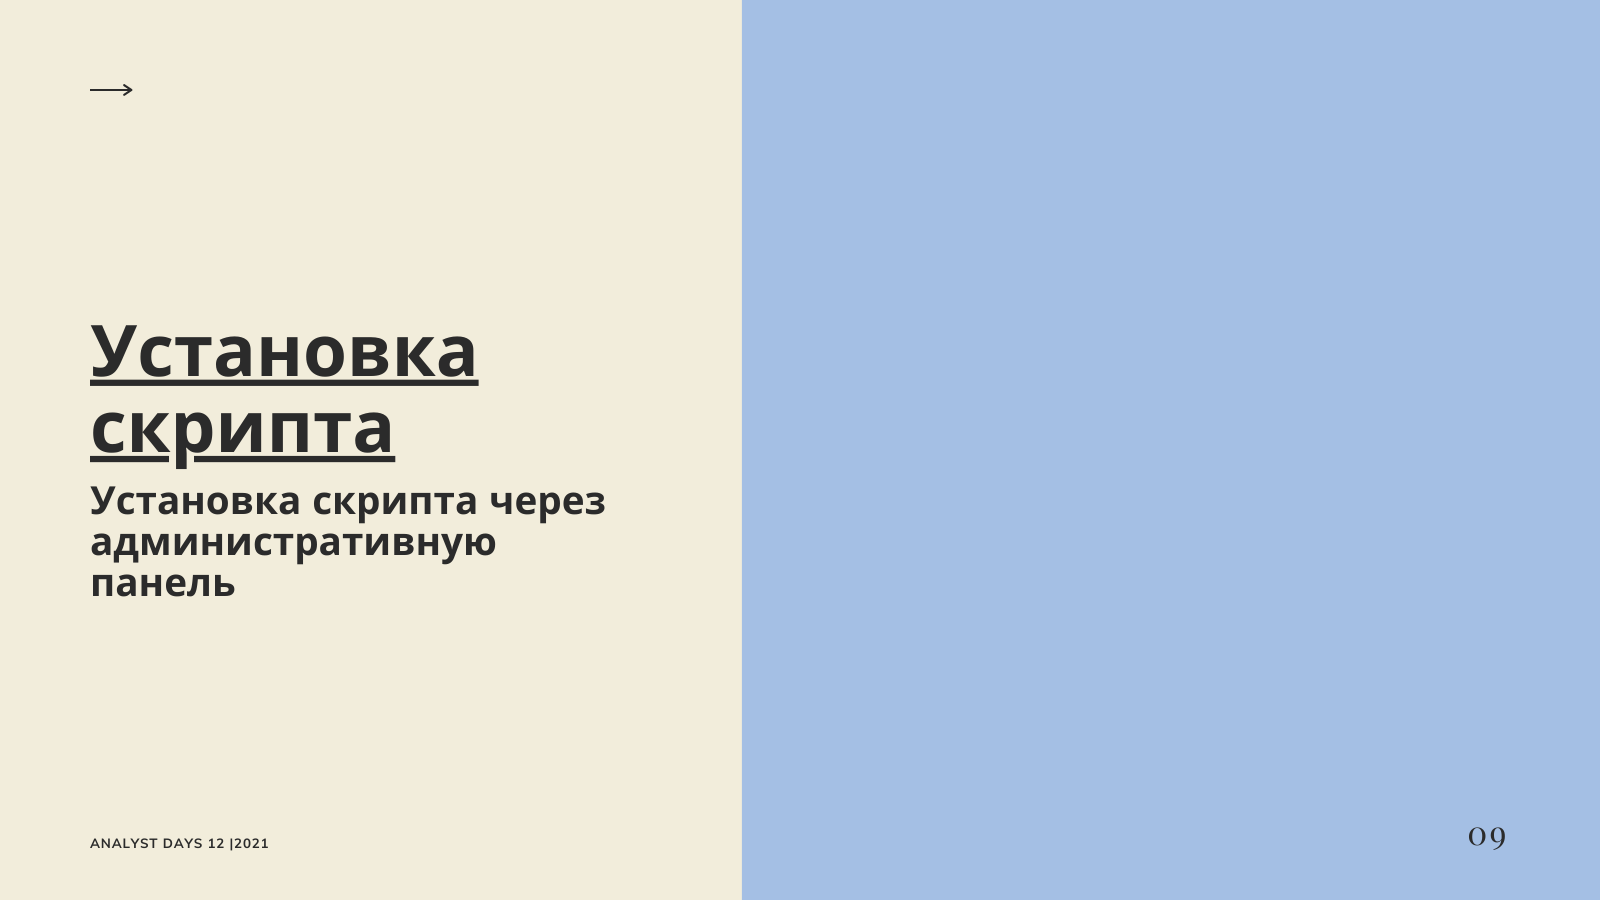 Установка
скрипта
Установка скрипта через
административную
панель
ANALYST DAYS 12 |2021
09